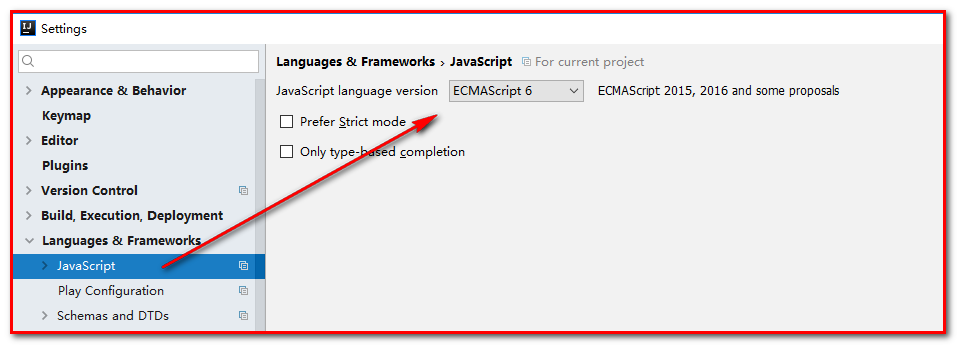 IJ
Settings
Appearance & Behavior
Keymap
Editor
Plugins
Version Control
Build, Execution, Deployment
Languages & Frameworks
JavaScript
Play Configuration
Schemas and DTDs
Languages & Frameworks › JavaScript For current project
JavaScript language version ECMAScript 6 ECMAScript 2015, 2016 and some proposals
Prefer Strict mode
Only type-based completion